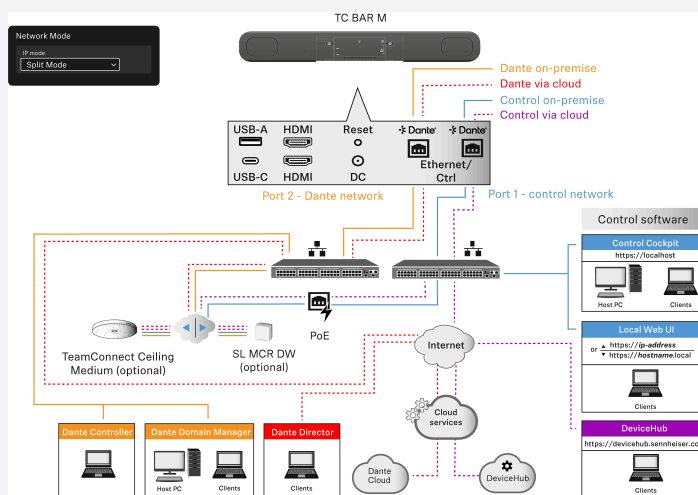 TC BAR M
Network Mode
IP mode
Split Mode
Dante on-premise
Dante via cloud
Control on-premise
Control via cloud
USB-A
HDMI
Reset
Dante
Dante
Ethernet/
Ctrl
USB-C
HDMI
DC
Port 2 - Dante network
Port 1 - control network
Control software
Control Cockpit
https://localhost
Host PC
Clients
PoE
TeamConnect Ceiling
Medium (optional)
SL MCR DW
(optional)
Internet
Local Web UI
or
https://ip-address
https://hostname.local
Clients
Cloud
services
Dante Controller
Dante Domain Manager
Host PC
Clients
Dante Director
Clients
Dante
Cloud
DeviceHub
DeviceHub
https://devicehub.sennheiser.co
Clients